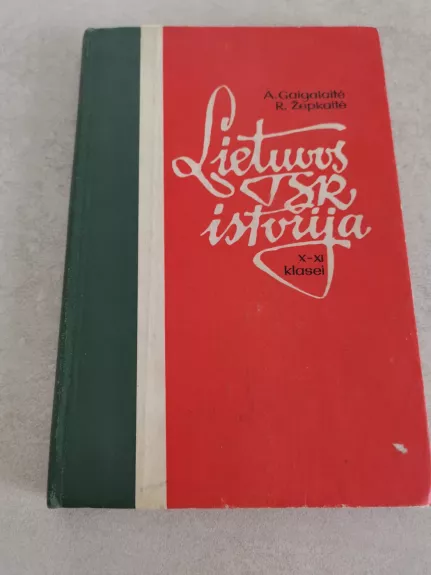 A. Gaigalaitė
R. Žepkaitė
Lietuvos
TSR
istorija
X-XI
klasei